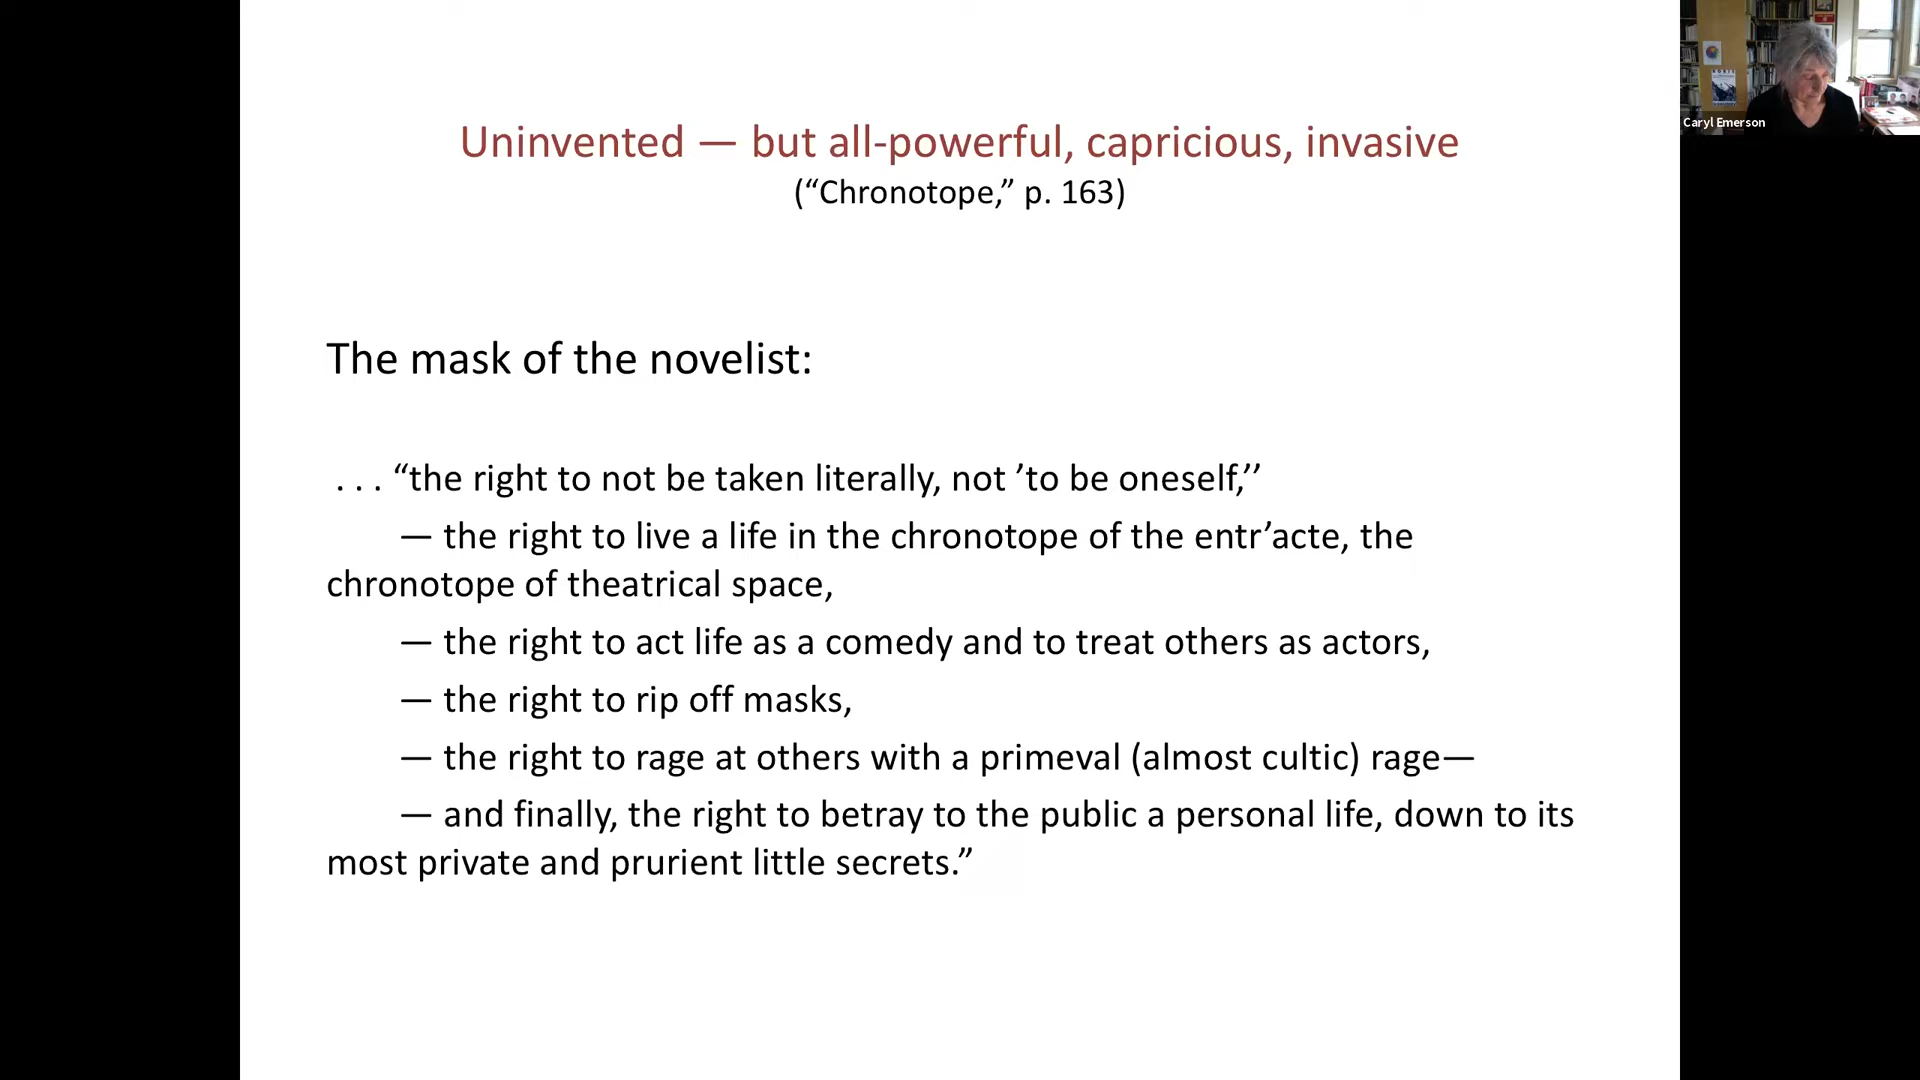 Uninvented — but all-powerful, capricious, invasive
(“Chronotope,” p. 163)
Caryl Emerson
The mask of the novelist:
. . . “the right to not be taken literally, not ’to be oneself,’’
— the right to live a life in the chronotope of the entr’acte, the
chronotope of theatrical space,
— the right to act life as a comedy and to treat others as actors,
— the right to rip off masks,
— the right to rage at others with a primeval (almost cultic) rage—
— and finally, the right to betray to the public a personal life, down to its
most private and prurient little secrets.”